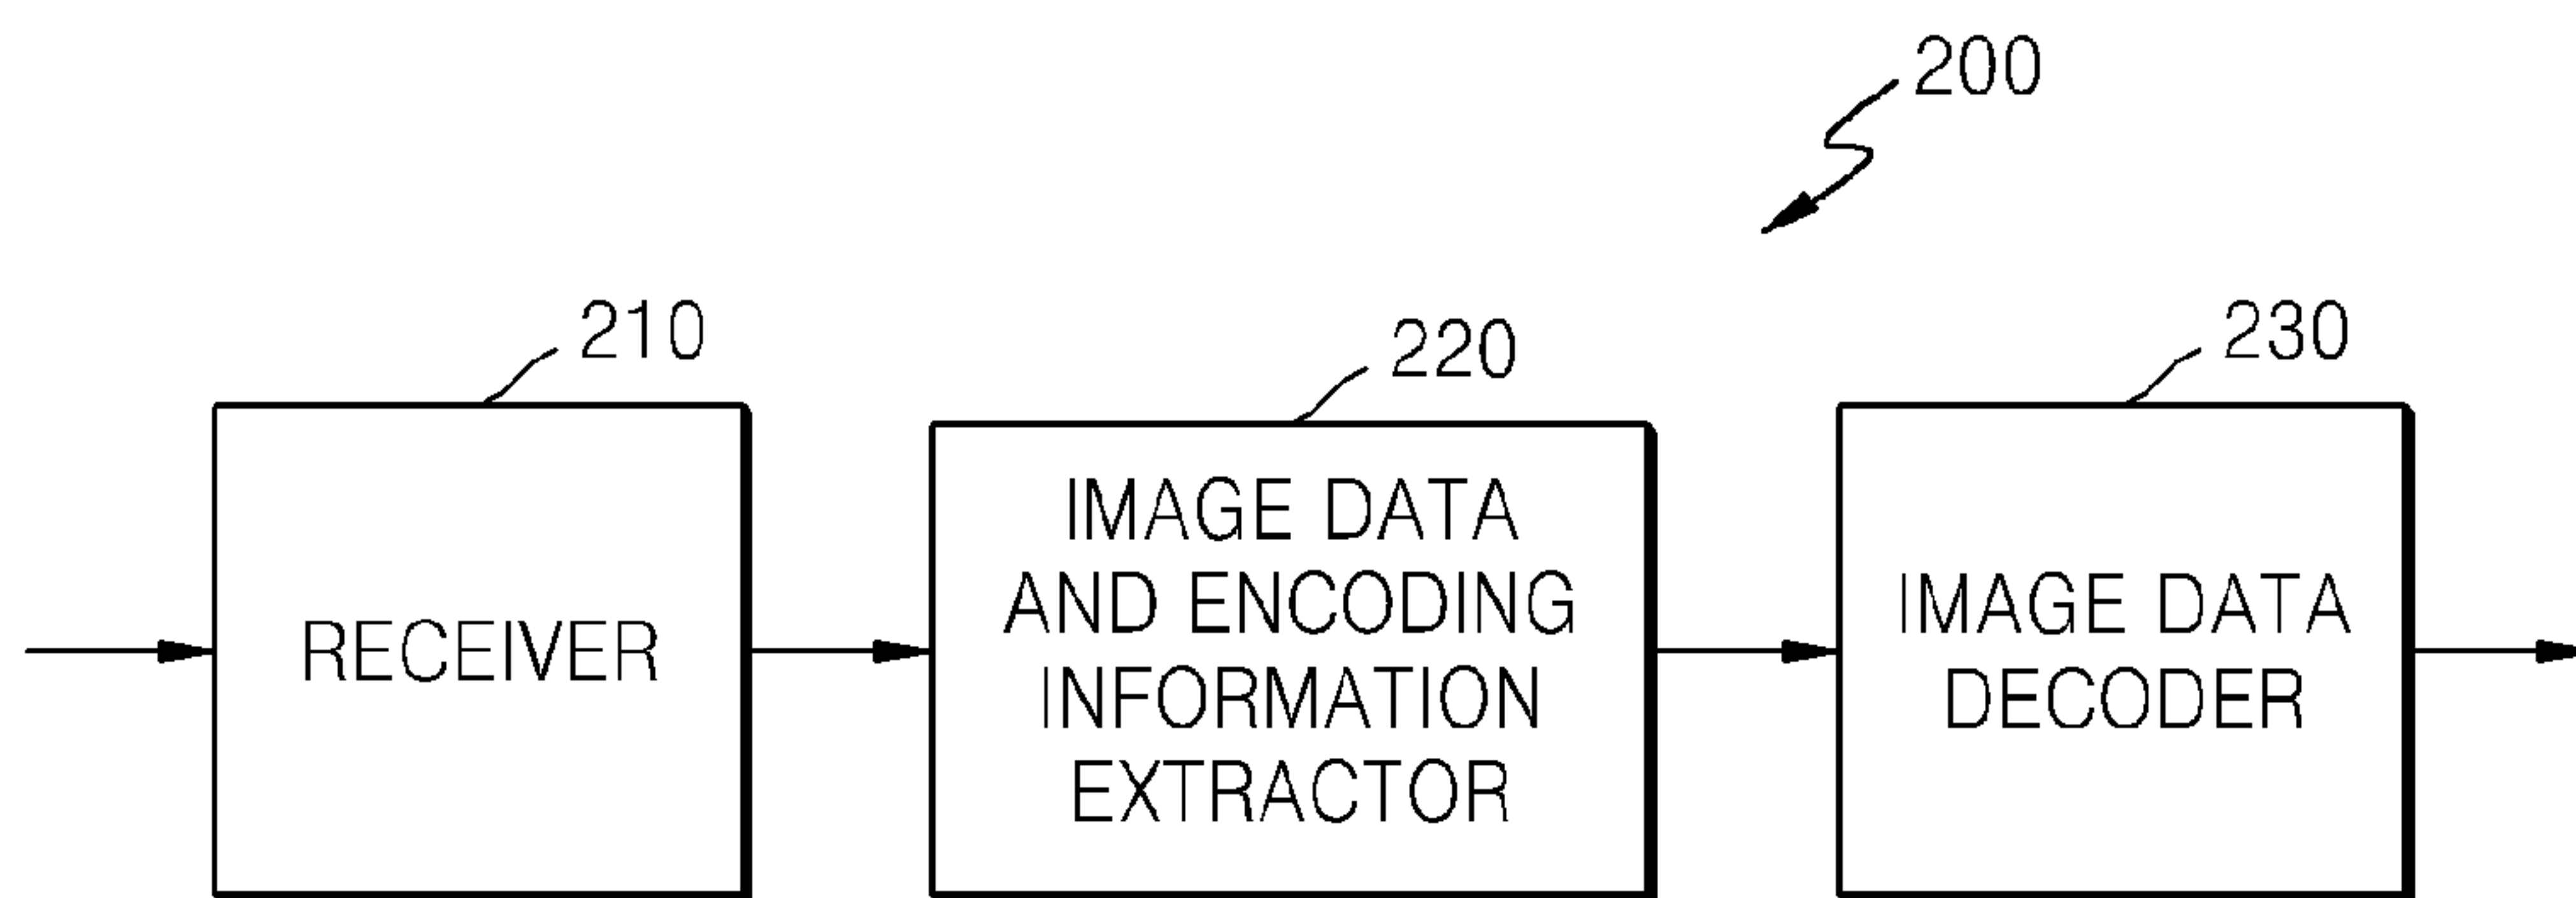 200
210
220
230
RECEIVER
IMAGE DATA
AND ENCODING
INFORMATION
EXTRACTOR
IMAGE DATA
DECODER